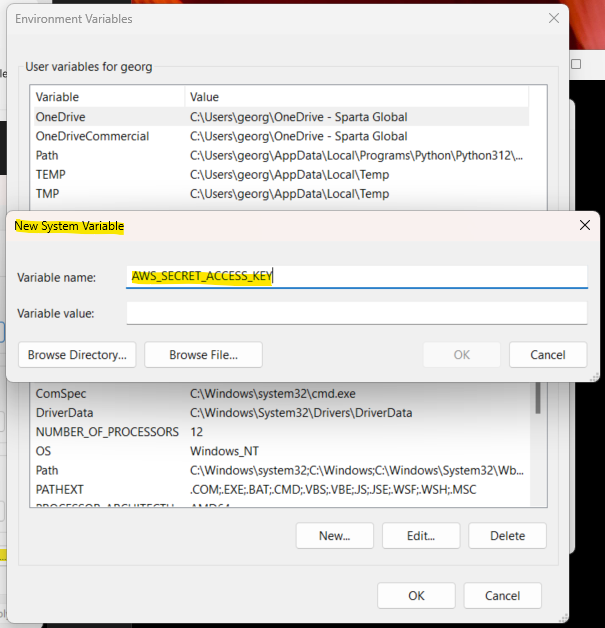 Environment Variables
User variables for georg
Variable Value
OneDrive C:\Users\georg\OneDrive - Sparta Global
OneDriveCommercial C:\Users\georg\OneDrive - Sparta Global
Path C:\Users\georg\AppData\Local\Programs\Python\Python312\...
TEMP C:\Users\georg\AppData\Local\Temp
TMP C:\Users\georg\AppData\Local\Temp
New System Variable
Variable name: AWS_SECRET_ACCESS_KEY
Variable value:
Browse Directory... Browse File... OK Cancel
ComSpec C:\Windows\system32\cmd.exe
DriverData C:\Windows\System32\Drivers\DriverData
NUMBER_OF_PROCESSORS 12
OS Windows_NT
Path C:\Windows\system32;C:\Windows;C:\Windows\System32\Wb...
PATHEXT .COM;.EXE;.BAT;.CMD;.VBS;.VBE;.JS;.JSE;.WSF;.WSH;.MSC
New... Edit... Delete
OK Cancel